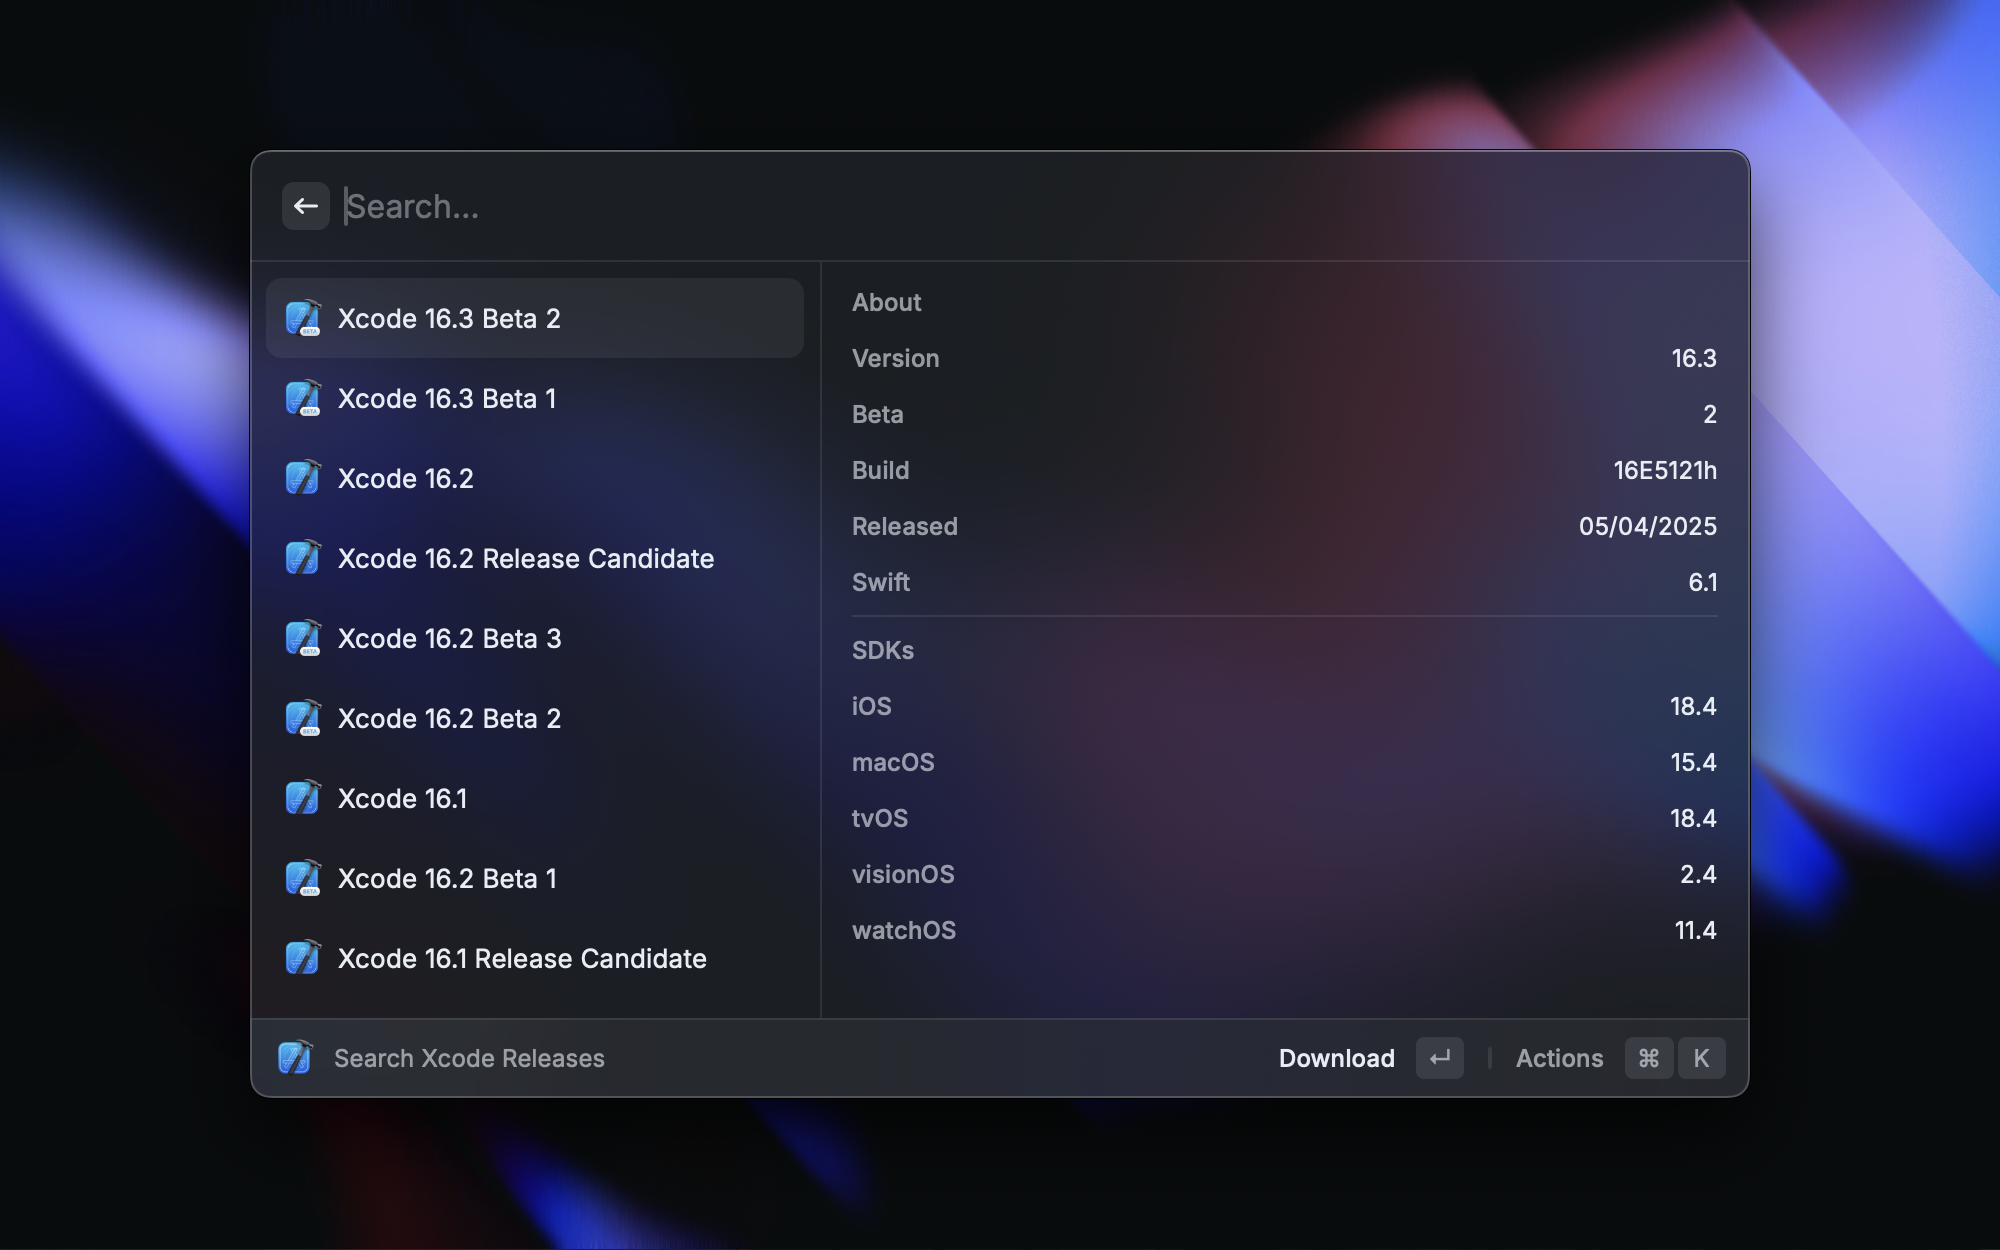 Search...
Xcode 16.3 Beta 2
Xcode 16.3 Beta 1
Xcode 16.2
Xcode 16.2 Release Candidate
Xcode 16.2 Beta 3
Xcode 16.2 Beta 2
Xcode 16.1
Xcode 16.2 Beta 1
Xcode 16.1 Release Candidate
About
Version 16.3
Beta 2
Build 16E5121h
Released 05/04/2025
Swift 6.1
SDKs
iOS 18.4
macOS 15.4
tvOS 18.4
visionOS 2.4
watchOS 11.4
Search Xcode Releases
Download ↵ Actions ⌘ K